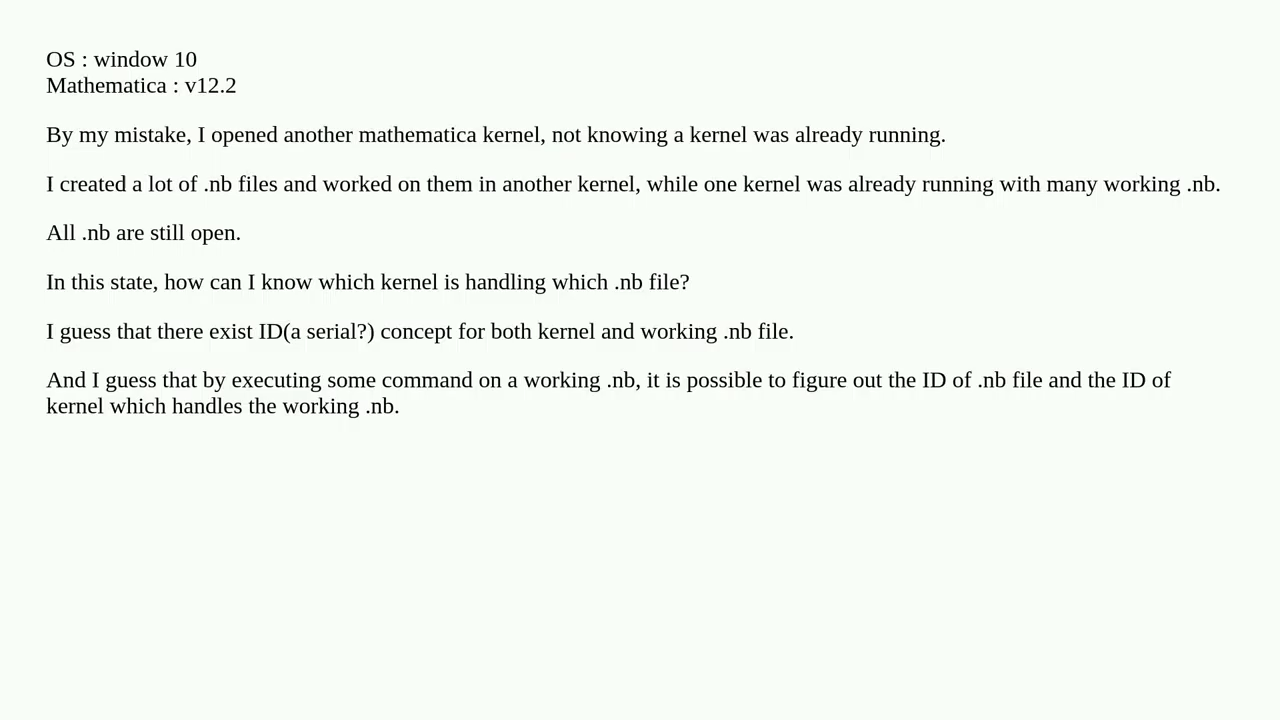 OS : window 10
Mathematica : v12.2
By my mistake, I opened another mathematica kernel, not knowing a kernel was already running.
I created a lot of .nb files and worked on them in another kernel, while one kernel was already running with many working .nb.
All .nb are still open.
In this state, how can I know which kernel is handling which .nb file?
I guess that there exist ID(a serial?) concept for both kernel and working .nb file.
And I guess that by executing some command on a working .nb, it is possible to figure out the ID of .nb file and the ID of
kernel which handles the working .nb.